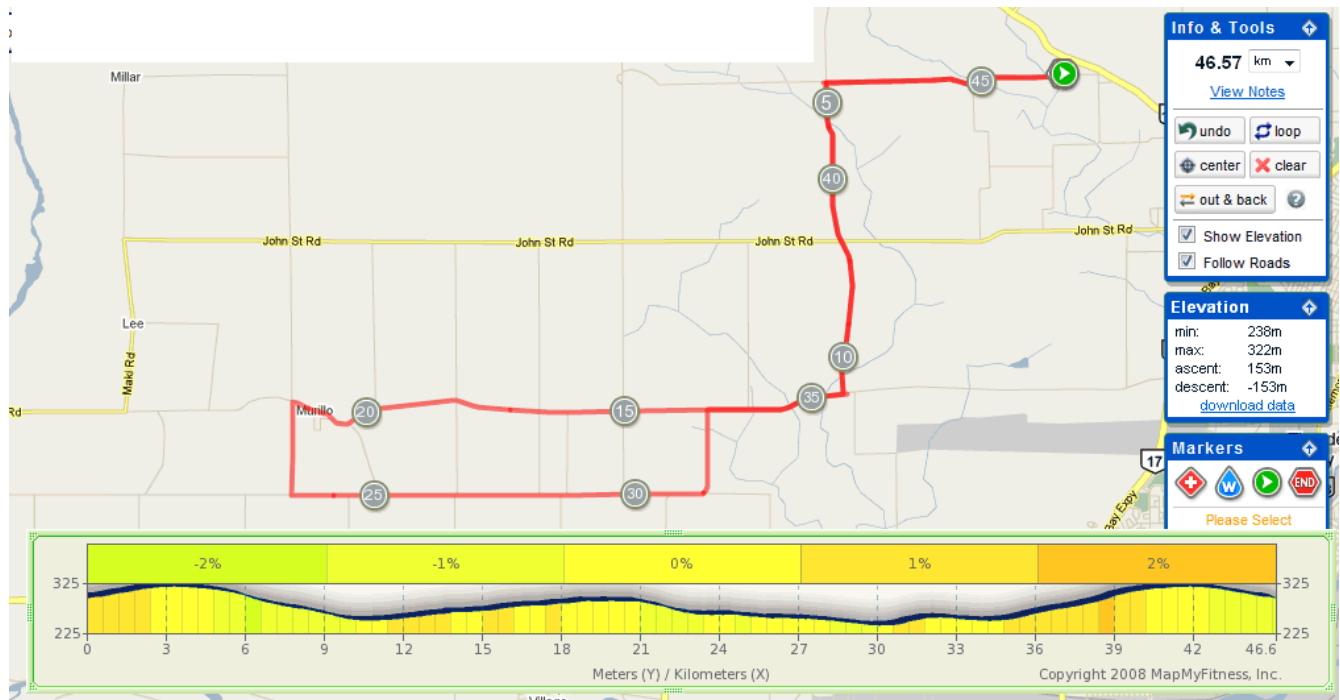 Info & Tools
46.57 km
View Notes
undo
loop
center
clear
out & back
?
Show Elevation
Follow Roads
Elevation
min: 238m
max: 322m
ascent: 153m
descent: -153m
download data
Markers
W
END
Please Select
Millar
45
5
40
John St Rd
John St Rd
John St Rd
John St Rd
Lee
Maki Rd
10
35
Rd
Murillo
20
15
17
25
30
Bay Expy
-2% -1% 0% 1% 2%
325 325
225 225
0 3 6 9 12 15 18 21 24 27 30 33 36 39 42 46.6
Meters (Y) / Kilometers (X)
Copyright 2008 MapMyFitness, Inc.